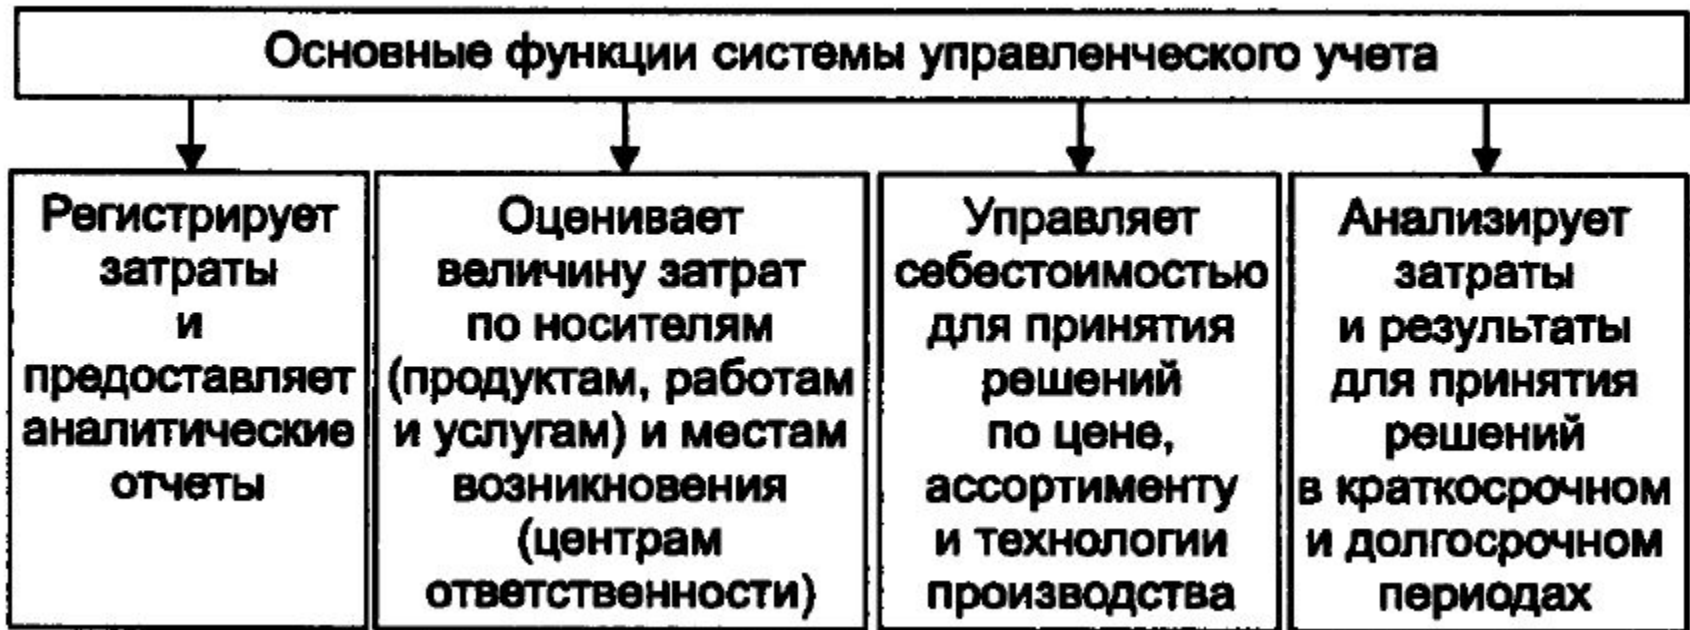 Основные функции системы управленческого учета
Регистрирует
затраты
и
предоставляет
аналитические
отчеты
Оценивает
величину затрат
по носителям
(продуктам, работам
и услугам) и местам
возникновения
(центрам
ответственности)
Управляет
себестоимостью
для принятия
решений
по цене,
ассортименту
и технологии
производства
Анализирует
затраты
и результаты
для принятия
решений
в краткосрочном
и долгосрочном
периодах